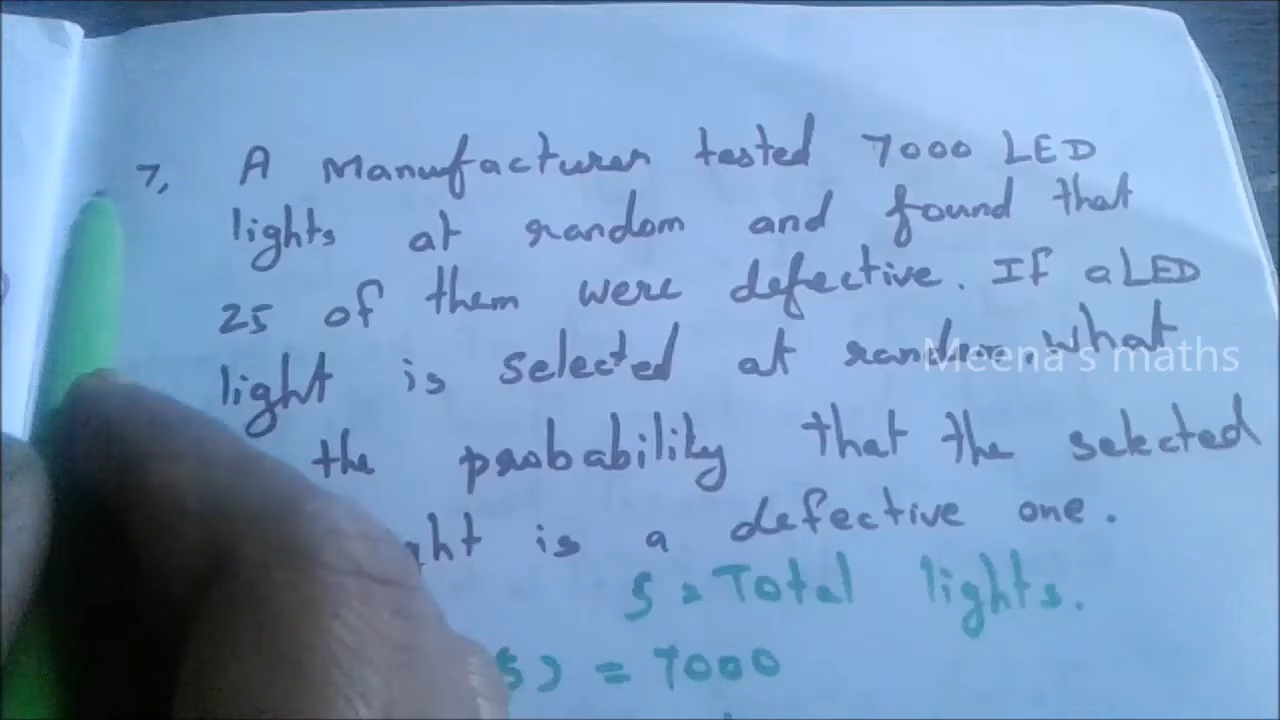 7, A Manufacturer tested 7000 LED
lights at random and found that
25 of them were defective. If a LED
light is selected at random. what
the probability that the selected
ght is a defective one.
S = Total lights.
S) = 7000
Meena's maths